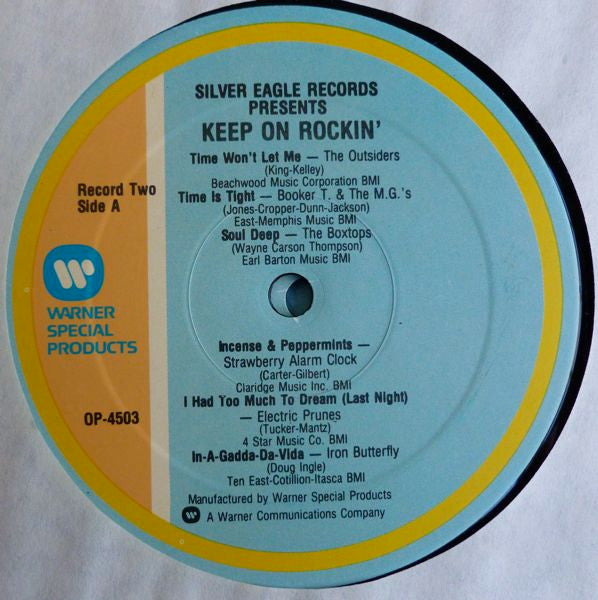 SILVER EAGLE RECORDS
PRESENTS
KEEP ON ROCKIN'
Time Won't Let Me — The Outsiders
(King-Kelley)
Beachwood Music Corporation BMI
Record Two
Side A
Time Is Tight — Booker T. & The M.G.'s
(Jones-Cropper-Dunn-Jackson)
East-Memphis Music BMI
Soul Deep — The Boxtops
(Wayne Carson Thompson)
Earl Barton Music BMI
WARNER
SPECIAL
PRODUCTS
Incense & Peppermints —
Strawberry Alarm Clock
(Carter-Gilbert)
Claridge Music Inc. BMI
I Had Too Much To Dream (Last Night)
— Electric Prunes
(Tucker-Mantz)
4 Star Music Co. BMI
OP-4503
In-A-Gadda-Da-Vida — Iron Butterfly
(Doug Ingle)
Ten East-Cotillion-Itasca BMI
Manufactured by Warner Special Products
A Warner Communications Company